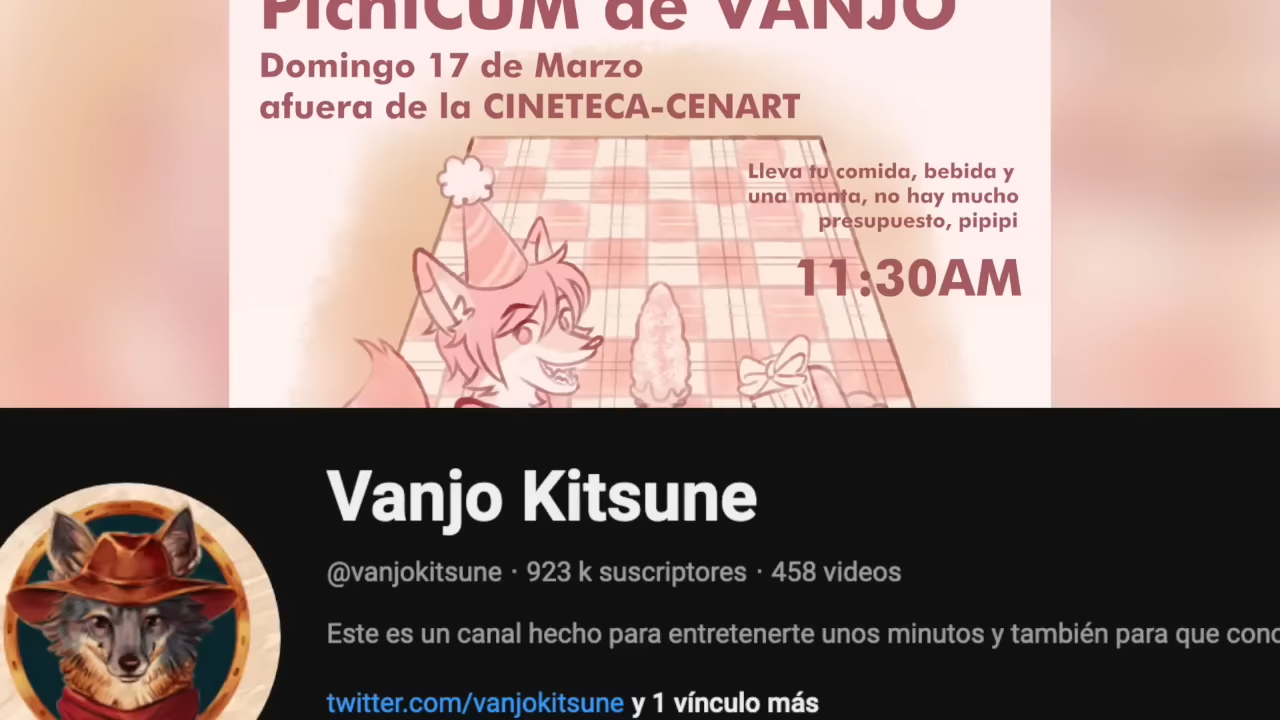 PichiCUM de VANJO
Domingo 17 de Marzo
afuera de la CINETECA-CENART
Lleva tu comida, bebida y
una manta, no hay mucho
presupuesto, pipipi
11:30AM
Vanjo Kitsune
@vanjokitsune · 923 k suscriptores · 458 videos
Este es un canal hecho para entretenerte unos minutos y también para que
twitter.com/vanjokitsune y 1 vínculo más